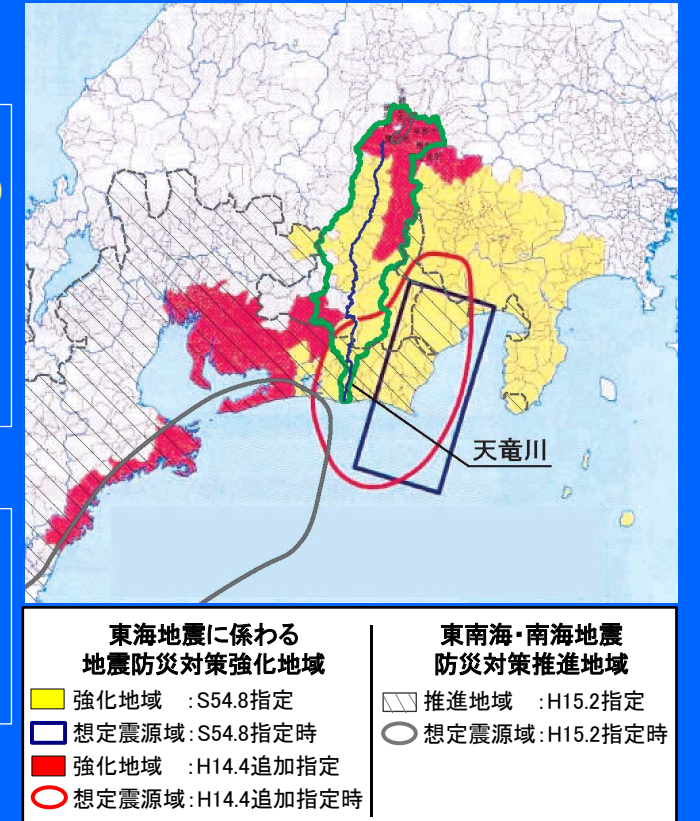 天竜川
東海地震に係わる
地震防災対策強化地域
強化地域　:S54.8指定
想定震源域:S54.8指定時
強化地域　:H14.4追加指定
想定震源域:H14.4追加指定時
東南海・南海地震
防災対策推進地域
推進地域　:H15.2指定
想定震源域:H15.2指定時